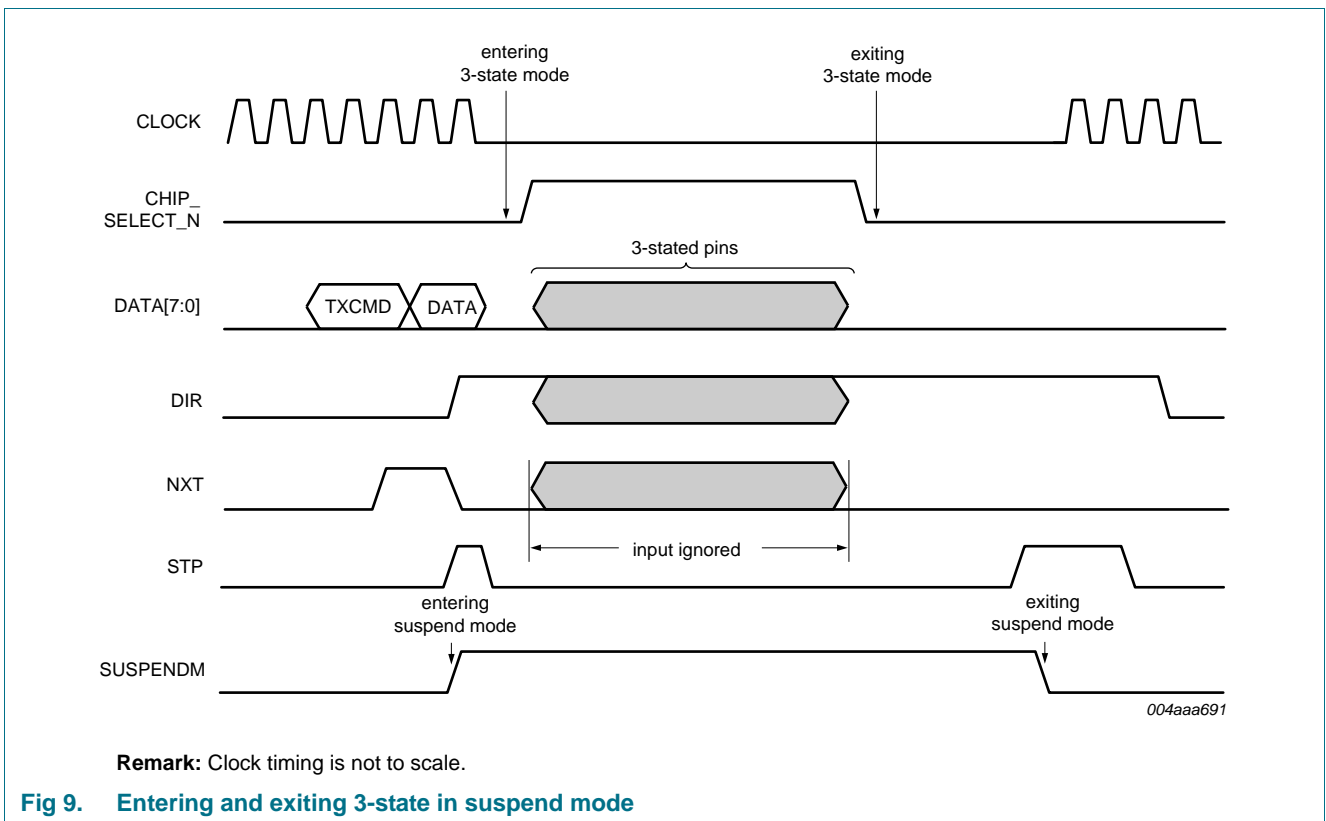 entering
3-state mode
exiting
3-state mode
CLOCK
CHIP_
SELECT_N
3-stated pins
DATA[7:0]
TXCMD
DATA
DIR
NXT
input ignored
STP
entering
suspend mode
exiting
suspend mode
SUSPENDM
004aaa691
Remark: Clock timing is not to scale.
Fig 9. Entering and exiting 3-state in suspend mode